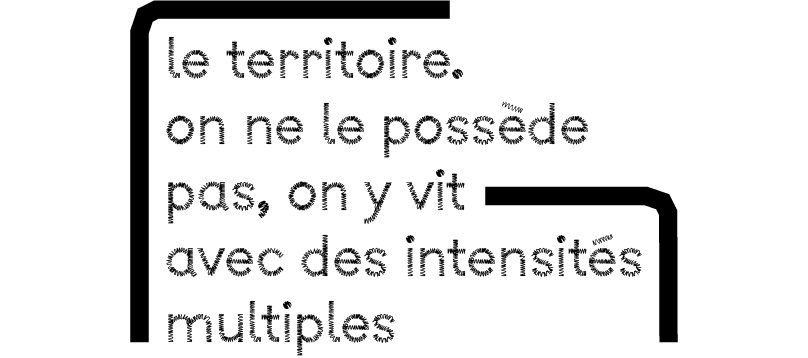 le territoire.
on ne le possède
pas, on y vit
avec des intensités
multiples